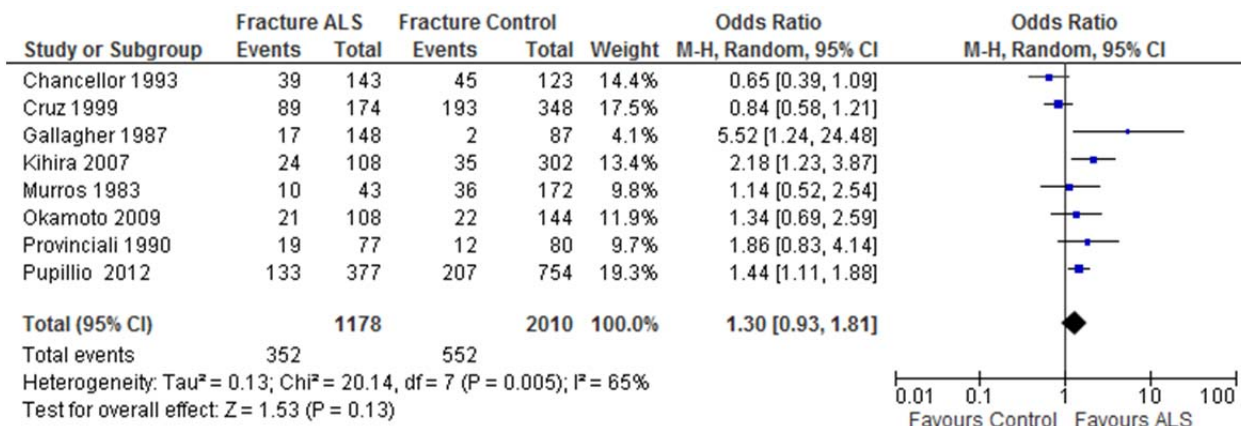 Fracture ALS Fracture Control Odds Ratio Odds Ratio
Study or Subgroup Events Total Events Total Weight M-H, Random, 95% CI M-H, Random, 95% CI
Chancellor 1993 39 143 45 123 14.4% 0.65 [0.39, 1.09]
Cruz 1999 89 174 193 348 17.5% 0.84 [0.58, 1.21]
Gallagher 1987 17 148 2 87 4.1% 5.52 [1.24, 24.48]
Kihira 2007 24 108 35 302 13.4% 2.18 [1.23, 3.87]
Murros 1983 10 43 36 172 9.8% 1.14 [0.52, 2.54]
Okamoto 2009 21 108 22 144 11.9% 1.34 [0.69, 2.59]
Provinciali 1990 19 77 12 80 9.7% 1.86 [0.83, 4.14]
Pupillio 2012 133 377 207 754 19.3% 1.44 [1.11, 1.88]
Total (95% CI) 1178 2010 100.0% 1.30 [0.93, 1.81]
Total events 352 552
Heterogeneity: Tau² = 0.13; Chi² = 20.14, df = 7 (P = 0.005); I² = 65%
Test for overall effect: Z = 1.53 (P = 0.13)
0.01 0.1 1 10 100
Favours Control Favours ALS